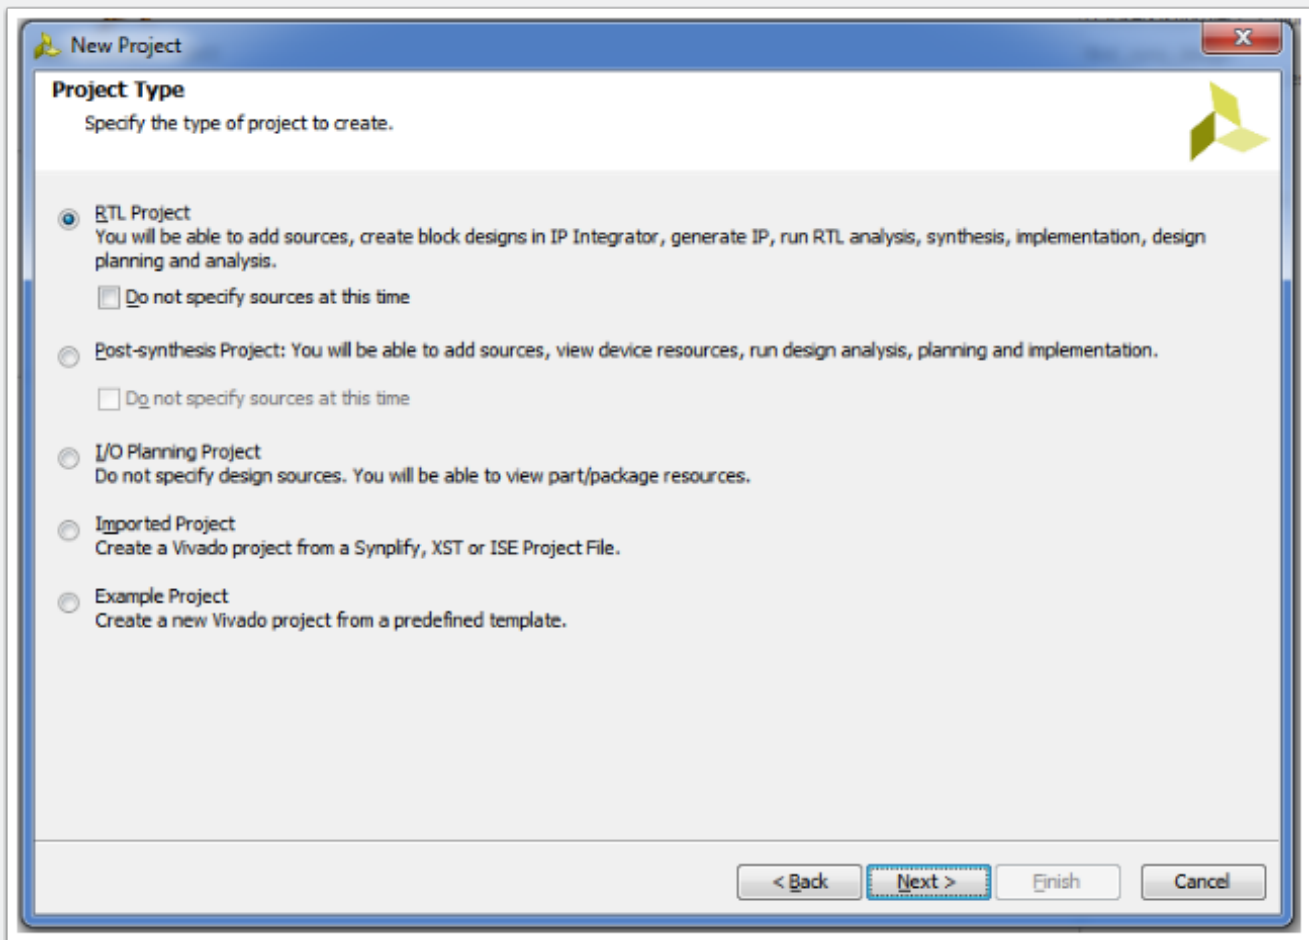 New Project
X
Project Type
Specify the type of project to create.
RTL Project
You will be able to add sources, create block designs in IP Integrator, generate IP, run RTL analysis, synthesis, implementation, design
planning and analysis.
Do not specify sources at this time
Post-synthesis Project: You will be able to add sources, view device resources, run design analysis, planning and implementation.
Do not specify sources at this time
I/O Planning Project
Do not specify design sources. You will be able to view part/package resources.
Imported Project
Create a Vivado project from a Synplify, XST or ISE Project File.
Example Project
Create a new Vivado project from a predefined template.
< Back Next > Finish Cancel